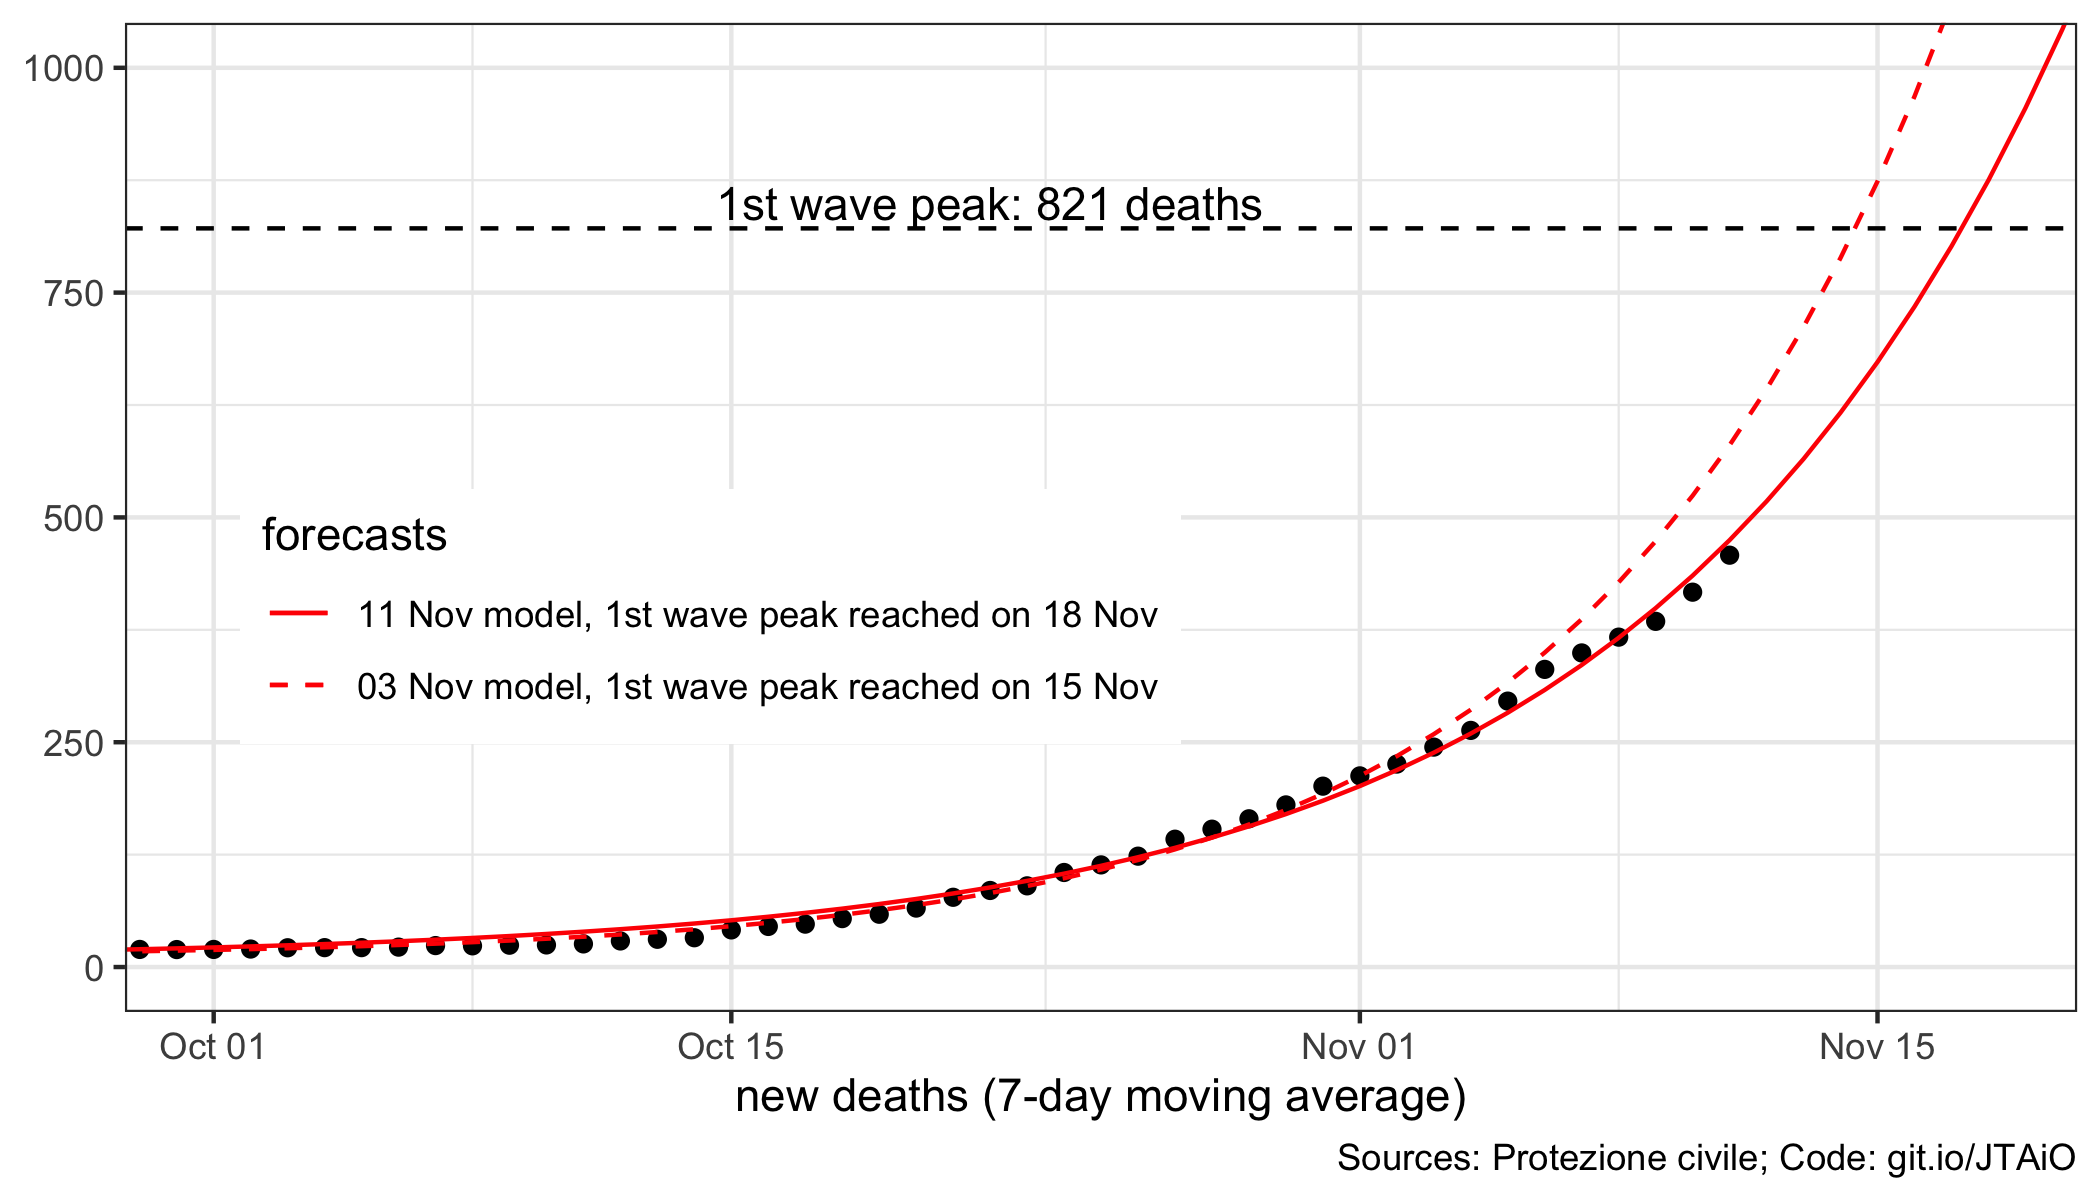 1000
750
500
250
0
1st wave peak: 821 deaths
forecasts
11 Nov model, 1st wave peak reached on 18 Nov
03 Nov model, 1st wave peak reached on 15 Nov
Oct 01
Oct 15
Nov 01
Nov 15
new deaths (7-day moving average)
Sources: Protezione civile; Code: git.io/JTAiO